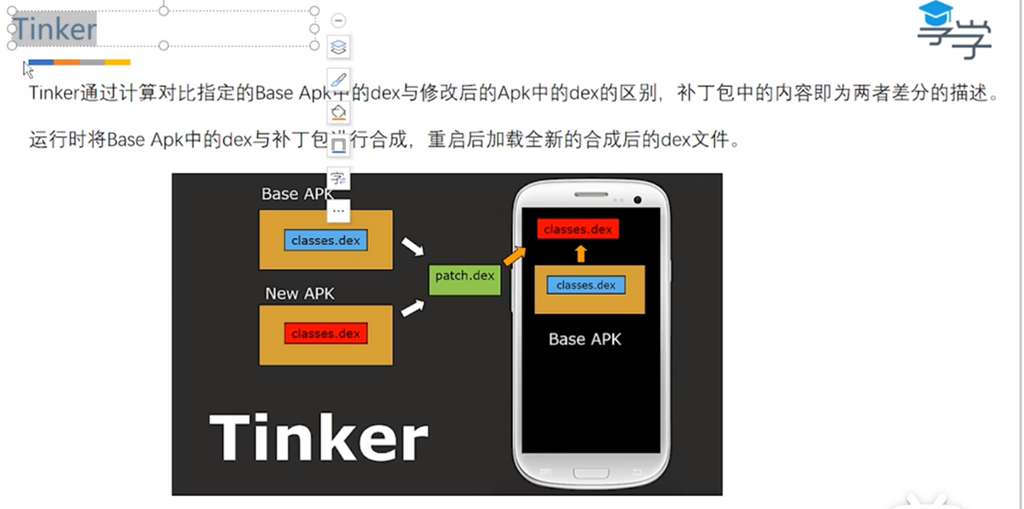 Tinker
享学
Tinker通过计算对比指定的Base Apk中的dex与修改后的Apk中的dex的区别，补丁包中的内容即为两者差分的描述。
运行时将Base Apk中的dex与补丁包进行合成，重启后加载全新的合成后的dex文件。
字
Base APK
classes.dex
classes.dex
patch.dex
classes.dex
New APK
classes.dex
Base APK
Tinker